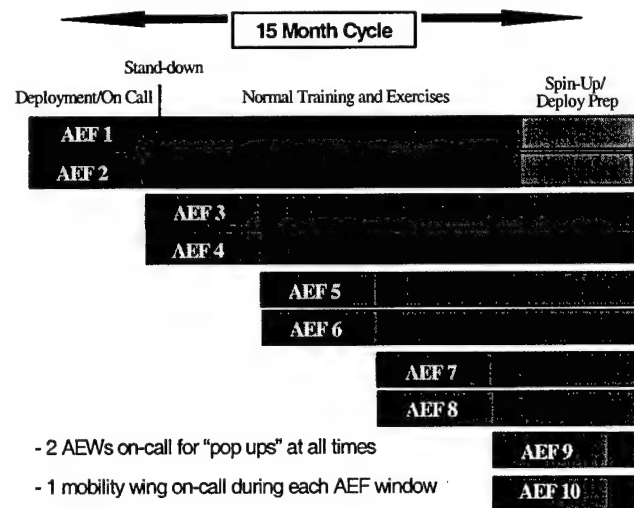 15 Month Cycle
Stand-down
Deployment/On Call
Normal Training and Exercises
Spin-Up/
Deploy Prep
AEF 1
AEF 2
AEF 3
AEF 4
AEF 5
AEF 6
AEF 7
AEF 8
- 2 AEWs on-call for "pop ups" at all times
AEF 9
- 1 mobility wing on-call during each AEF window
AEF 10